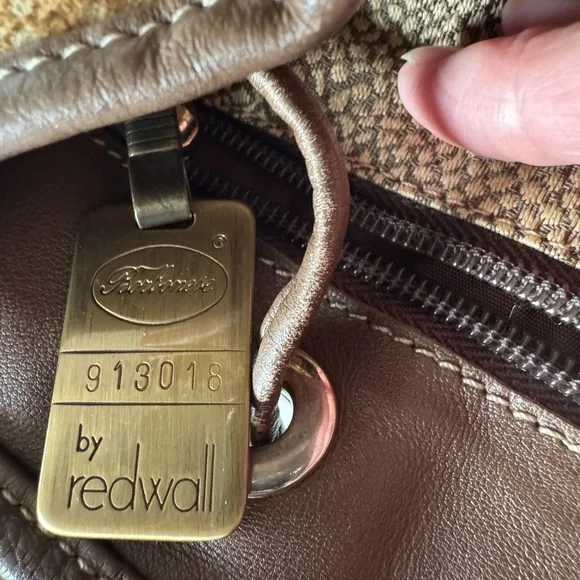 ®
Borbonese
913018
by
redwall